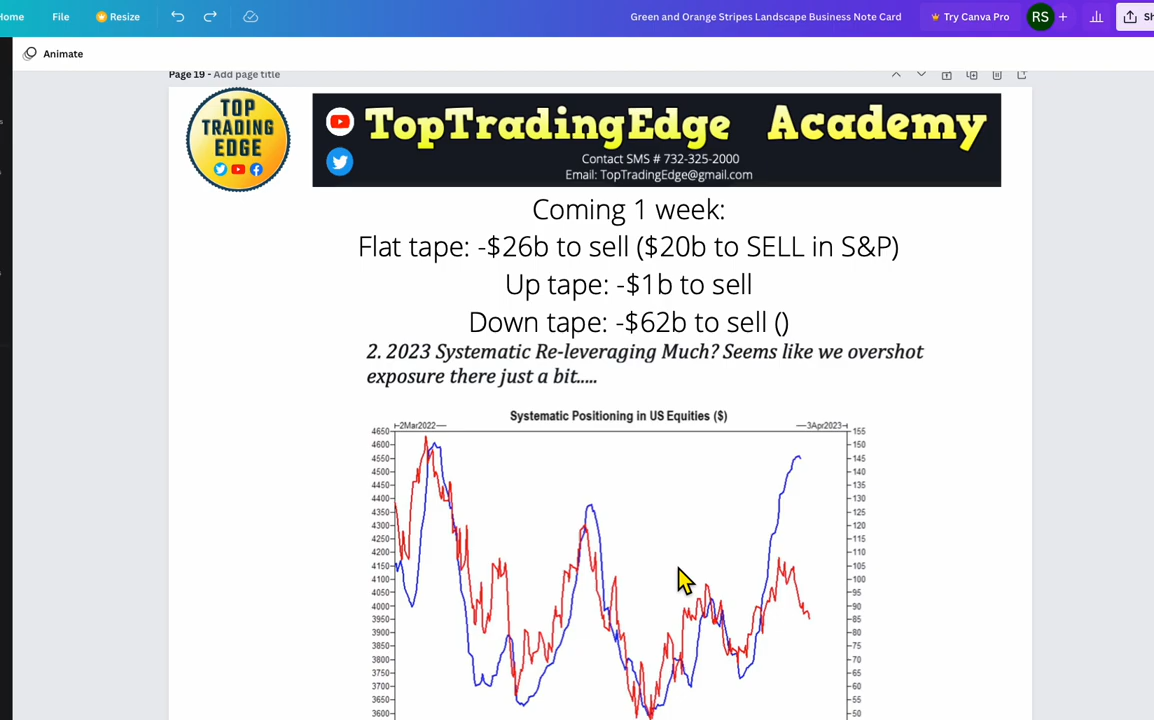 Home File Resize Green and Orange Stripes Landscape Business Note Card Try Canva Pro RS + Sh
Animate
Page 19 - Add page title
TOP
TRADING
EDGE
TopTradingEdge Academy
Contact SMS # 732-325-2000
Email: TopTradingEdge@gmail.com
Coming 1 week:
Flat tape: -$26b to sell ($20b to SELL in S&P)
Up tape: -$1b to sell
Down tape: -$62b to sell ()
2. 2023 Systematic Re-leveraging Much? Seems like we overshot
exposure there just a bit.....
Systematic Positioning in US Equities ($)
2Mar2022 3Apr2023
4650 155
4600 150
4550 145
4500 140
4450 135
4400 130
4350 125
4300 120
4250 115
4200 110
4150 105
4100 100
4050 95
4000 90
3950 85
3900 80
3850 75
3800 70
3750 65
3700 60
3650 55
3600 50